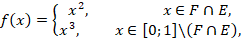 f(x) = { x², x ∈ F ∩ E,
x³, x ∈ [0; 1]\(F ∩ E),